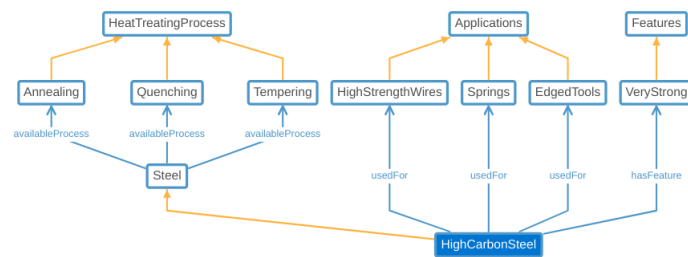 HeatTreatingProcess
Applications
Features
Annealing
Quenching
Tempering
HighStrengthWires
Springs
EdgedTools
VeryStrong
availableProcess
availableProcess
availableProcess
Steel
usedFor
usedFor
usedFor
hasFeature
HighCarbonSteel